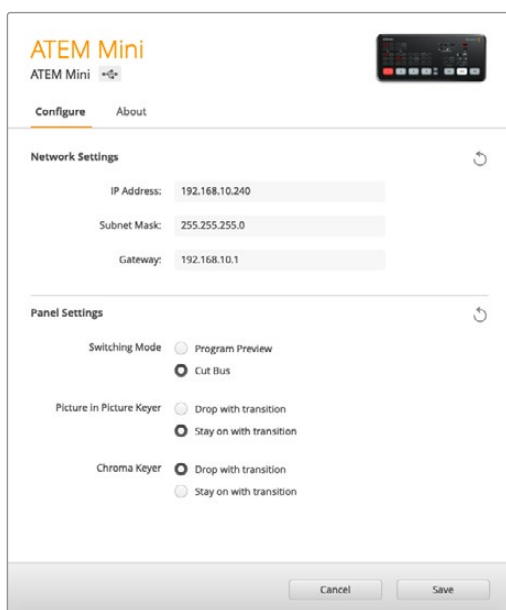 ATEM Mini
ATEM Mini
Configure About
Network Settings
IP Address: 192.168.10.240
Subnet Mask: 255.255.255.0
Gateway: 192.168.10.1
Panel Settings
Switching Mode Program Preview
Cut Bus
Picture in Picture Keyer Drop with transition
Stay on with transition
Chroma Keyer Drop with transition
Stay on with transition
Cancel Save